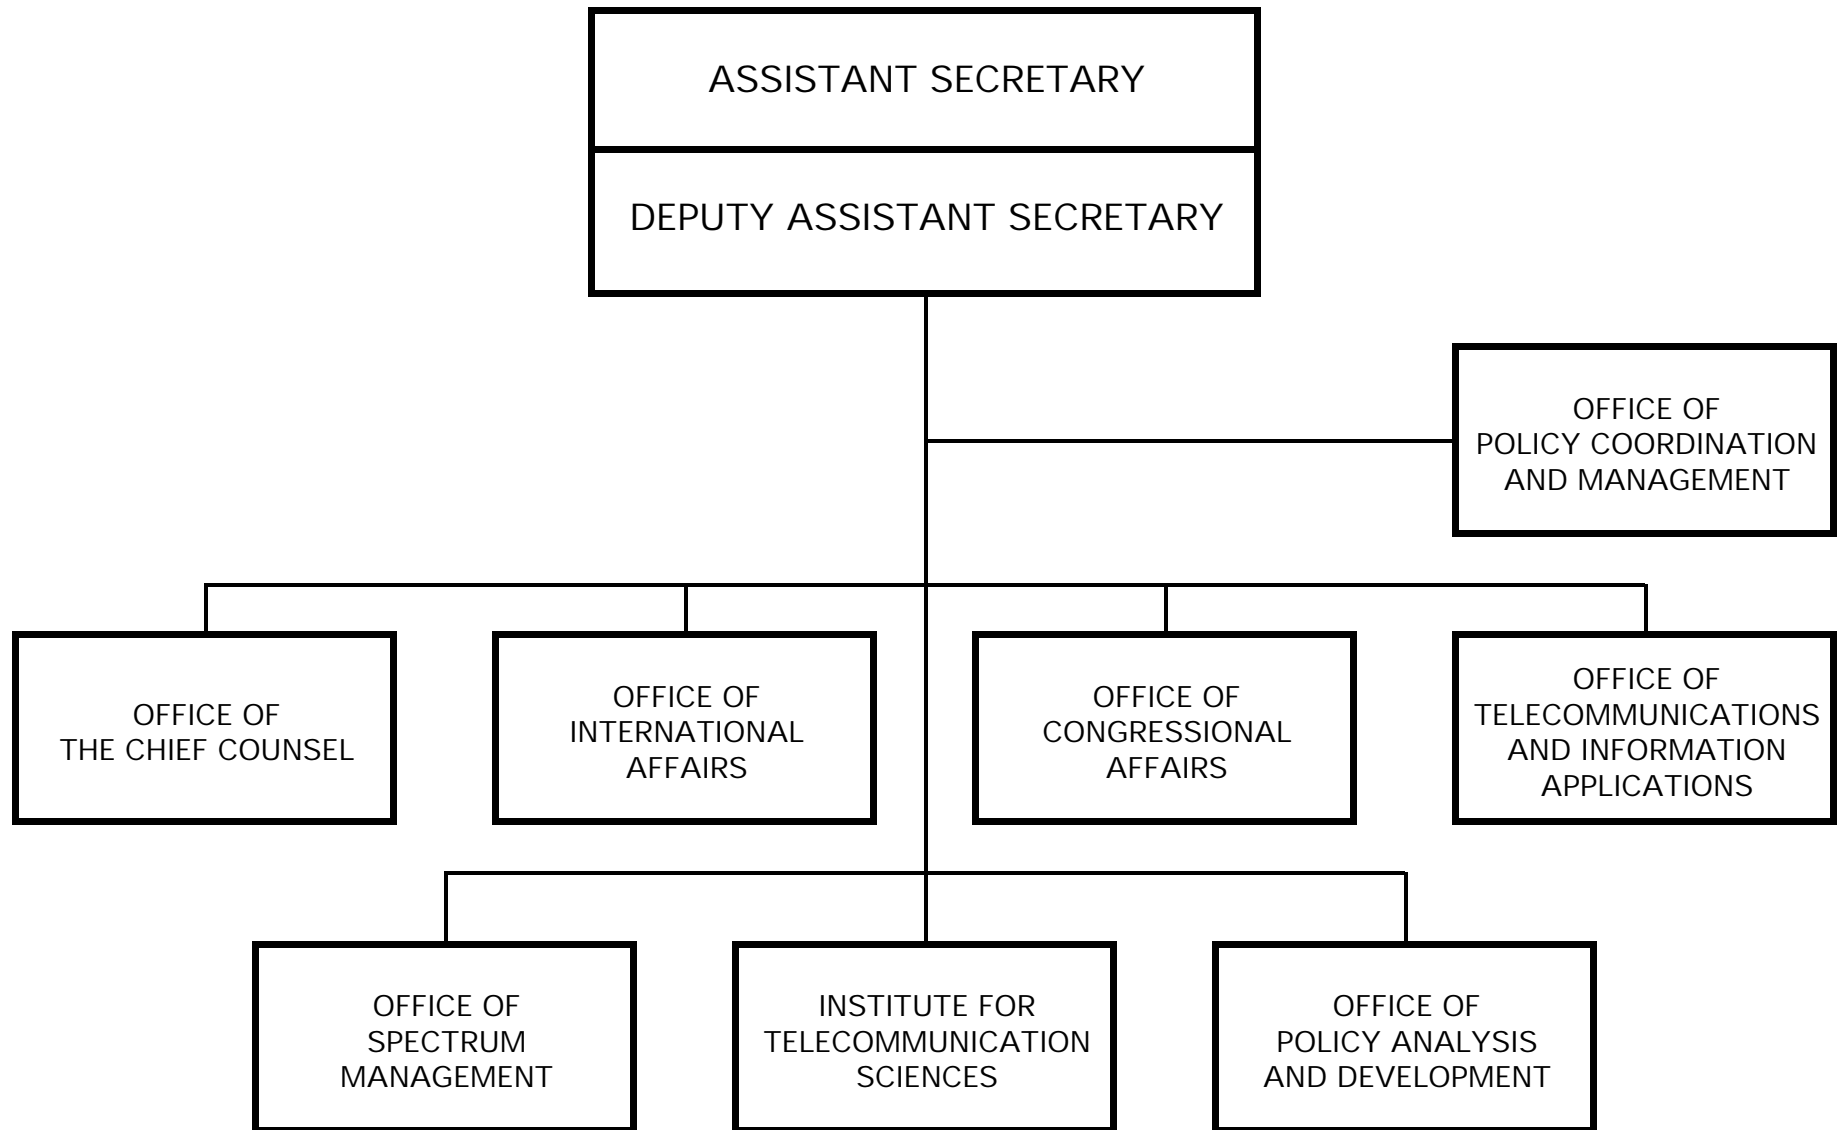 ASSISTANT SECRETARY
DEPUTY ASSISTANT SECRETARY
OFFICE OF
POLICY COORDINATION
AND MANAGEMENT
OFFICE OF
THE CHIEF COUNSEL
OFFICE OF
INTERNATIONAL
AFFAIRS
OFFICE OF
CONGRESSIONAL
AFFAIRS
OFFICE OF
TELECOMMUNICATIONS
AND INFORMATION
APPLICATIONS
OFFICE OF
SPECTRUM
MANAGEMENT
INSTITUTE FOR
TELECOMMUNICATION
SCIENCES
OFFICE OF
POLICY ANALYSIS
AND DEVELOPMENT